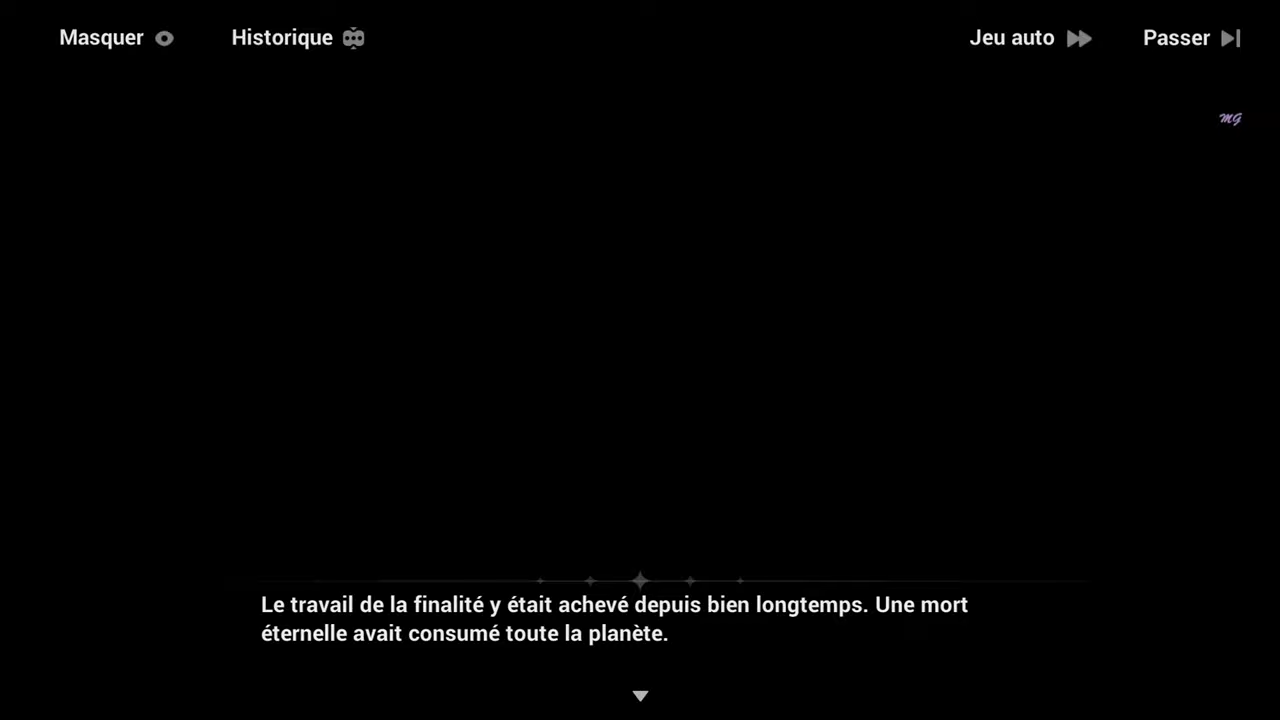 Masquer
Historique
Jeu auto
Passer
MG
Le travail de la finalité y était achevé depuis bien longtemps. Une mort
éternelle avait consumé toute la planète.